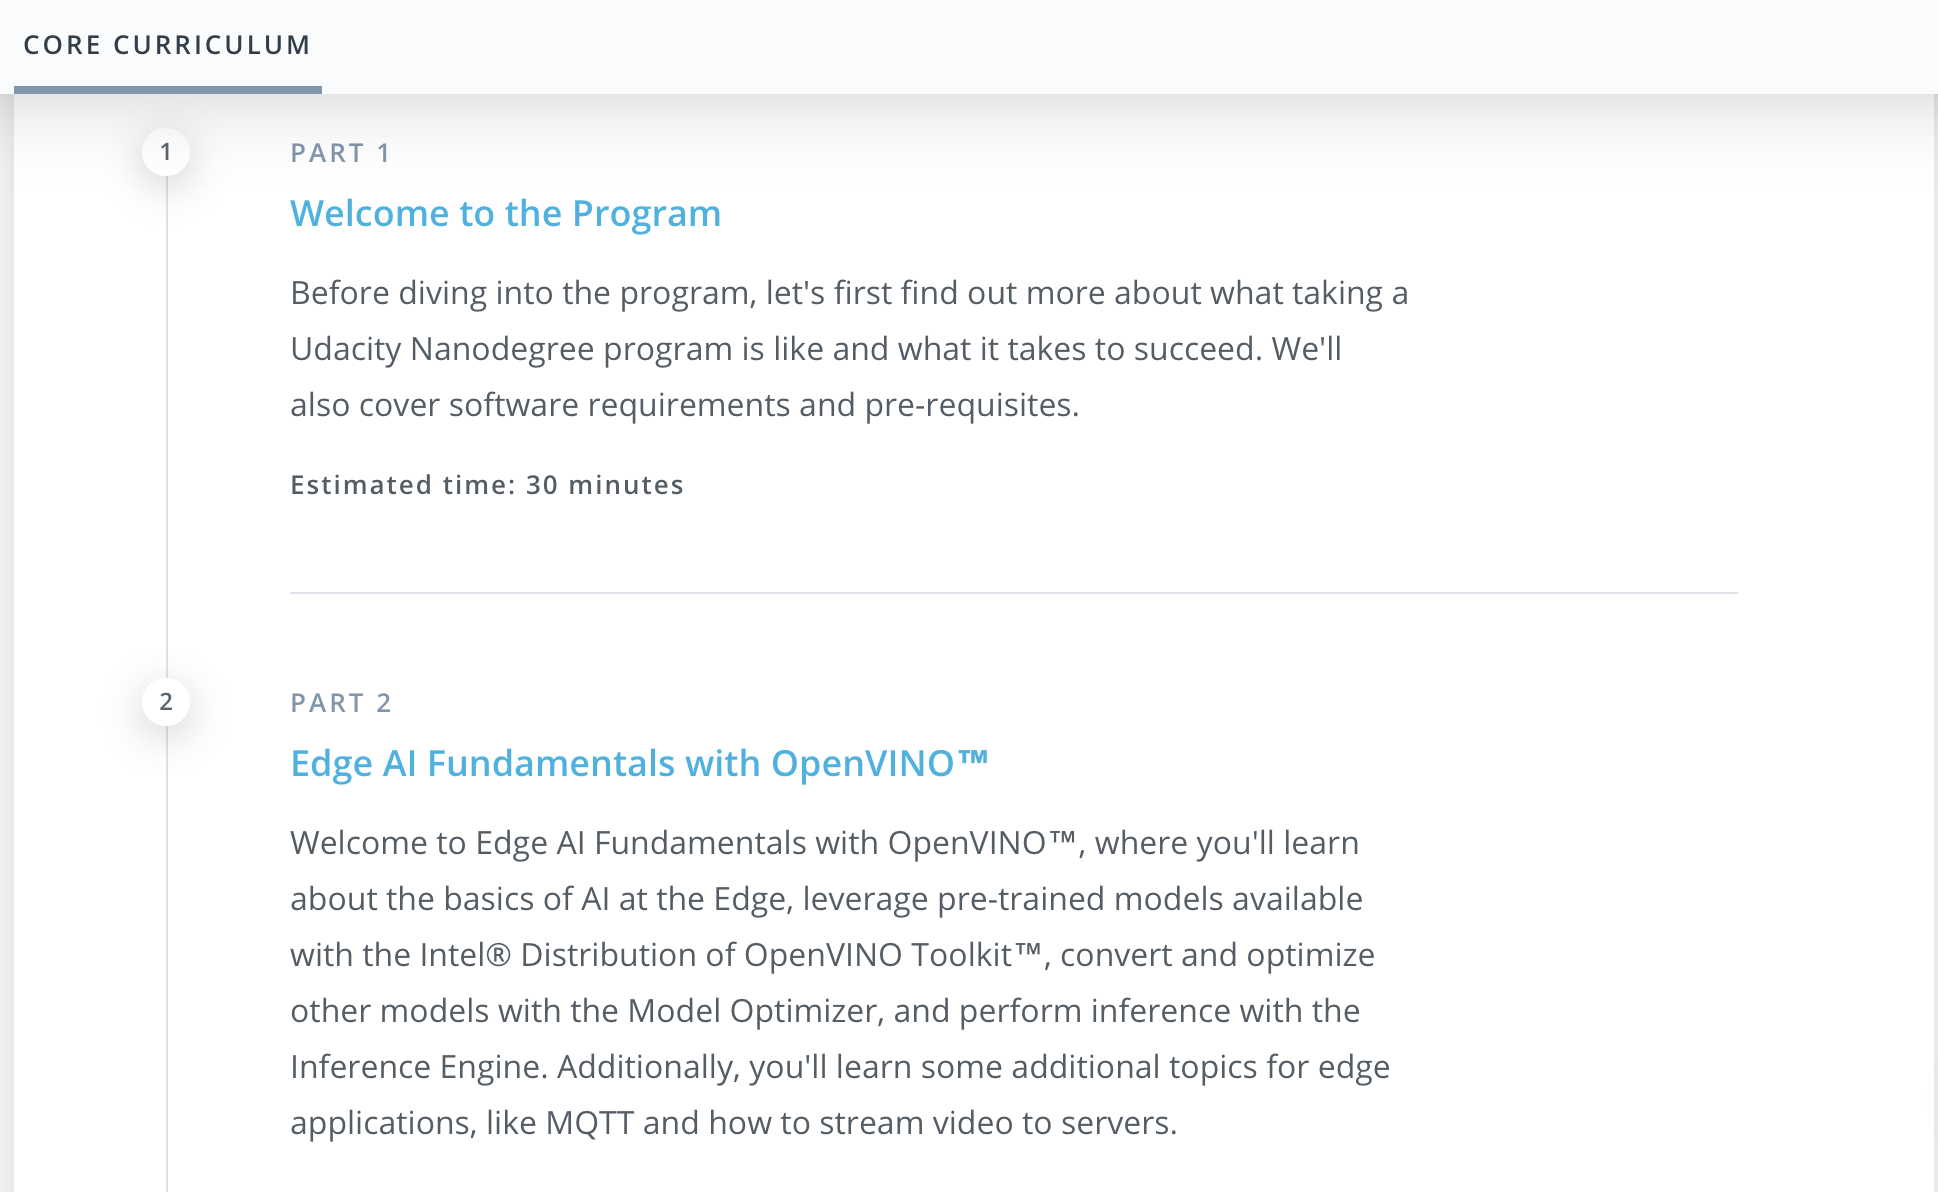 CORE CURRICULUM
1
PART 1
Welcome to the Program
Before diving into the program, let's first find out more about what taking a
Udacity Nanodegree program is like and what it takes to succeed. We'll
also cover software requirements and pre-requisites.
Estimated time: 30 minutes
2
PART 2
Edge AI Fundamentals with OpenVINO™
Welcome to Edge AI Fundamentals with OpenVINO™, where you'll learn
about the basics of AI at the Edge, leverage pre-trained models available
with the Intel® Distribution of OpenVINO Toolkit™, convert and optimize
other models with the Model Optimizer, and perform inference with the
Inference Engine. Additionally, you'll learn some additional topics for edge
applications, like MQTT and how to stream video to servers.